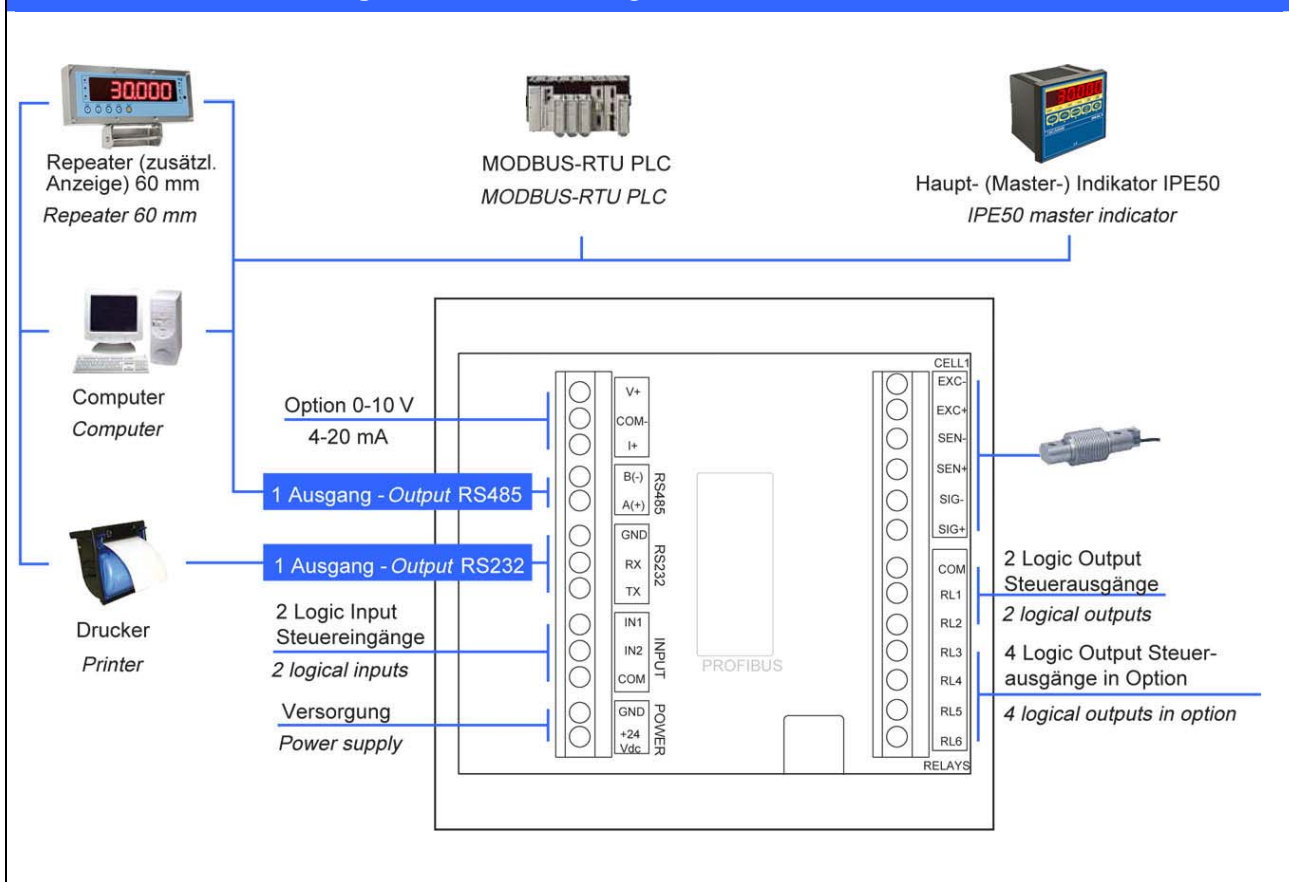 30.000
Repeater (zusätzl.
Anzeige) 60 mm
Repeater 60 mm
MODBUS-RTU PLC
MODBUS-RTU PLC
Haupt- (Master-) Indikator IPE50
IPE50 master indicator
Computer
Computer
Drucker
Printer
Option 0-10 V
4-20 mA
1 Ausgang - Output RS485
1 Ausgang - Output RS232
2 Logic Input
Steuereingänge
2 logical inputs
Versorgung
Power supply
V+
COM-
I+
B(-)
A(+)
RS485
GND
RX
TX
RS232
IN1
IN2
COM
INPUT
GND
+24
Vdc
POWER
PROFIBUS
CELL1
EXC-
EXC+
SEN-
SEN+
SIG-
SIG+
COM
RL1
RL2
RL3
RL4
RL5
RL6
RELAYS
2 Logic Output
Steuerausgänge
2 logical outputs
4 Logic Output Steuer-
ausgänge in Option
4 logical outputs in option